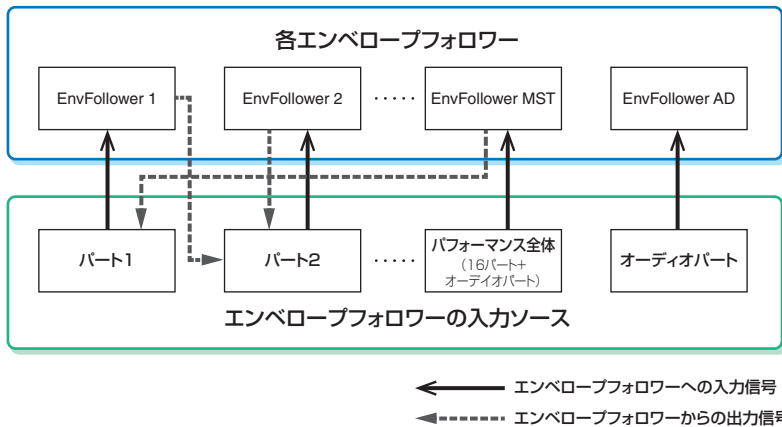 各エンベロープフォロワー
EnvFollower 1
EnvFollower 2
·····
EnvFollower MST
EnvFollower AD
パート1
パート2
·····
パフォーマンス全体
（16パート+
オーデイオパート）
オーディオパート
エンベロープフォロワーの入力ソース
エンベロープフォロワーへの入力信号
エンベロープフォロワーからの出力信号